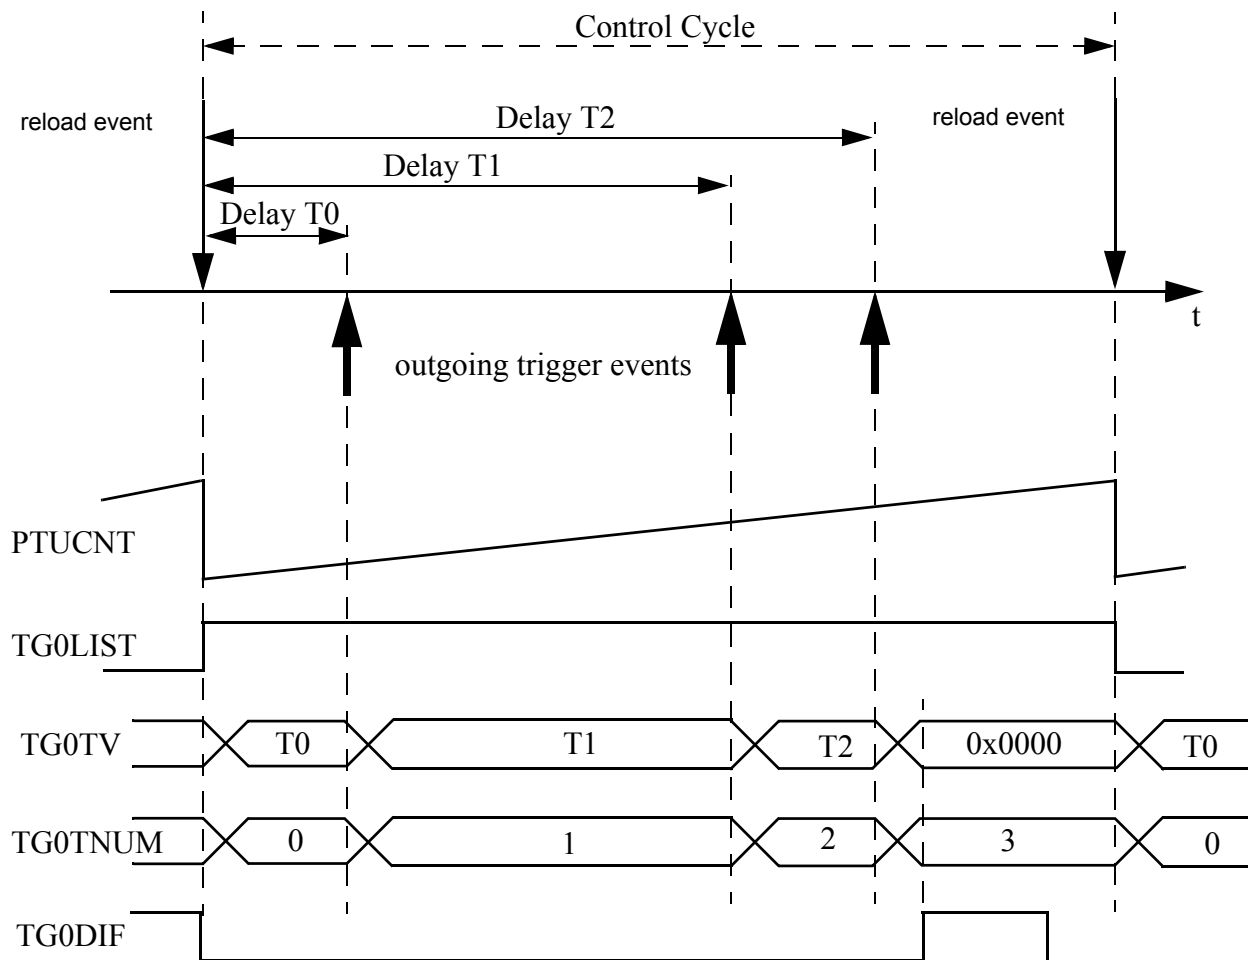 Control Cycle
reload event
Delay T2
reload event
Delay T1
Delay T0
t
outgoing trigger events
PTUCNT
TG0LIST
TG0TV
T0
T1
T2
0x0000
T0
TG0TNUM
0
1
2
3
0
TG0DIF